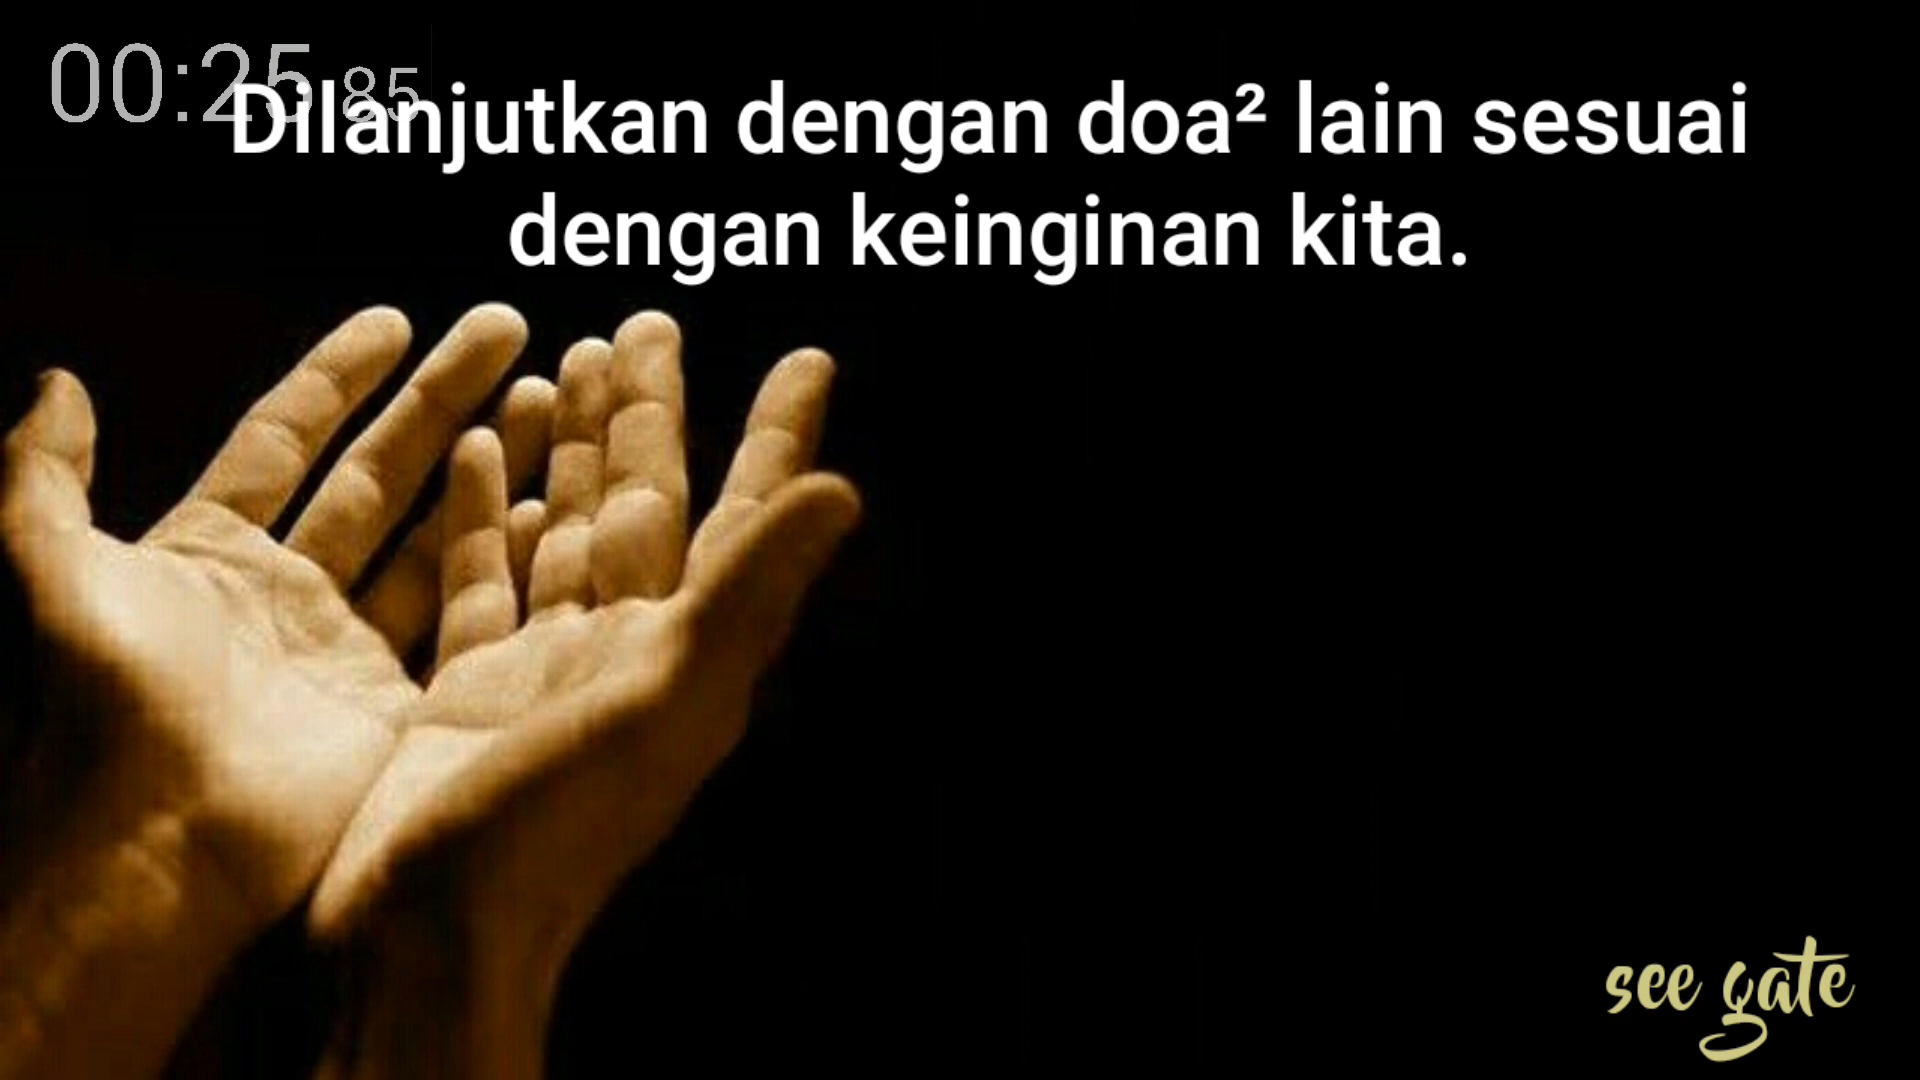 00:25 85
Dilanjutkan dengan doa² lain sesuai
dengan keinginan kita.
see gate